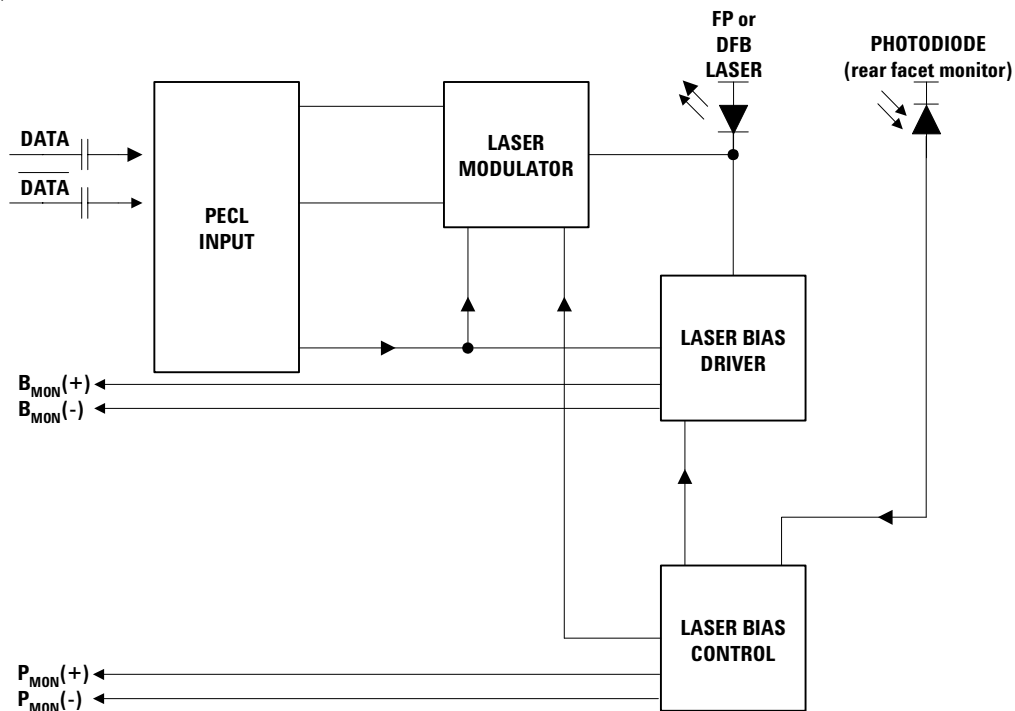 FP or
DFB
LASER
PHOTODIODE
(rear facet monitor)
DATA
DATA
PECL
INPUT
LASER
MODULATOR
LASER BIAS
DRIVER
BMON(+)
BMON(-)
LASER BIAS
CONTROL
PMON(+)
PMON(-)